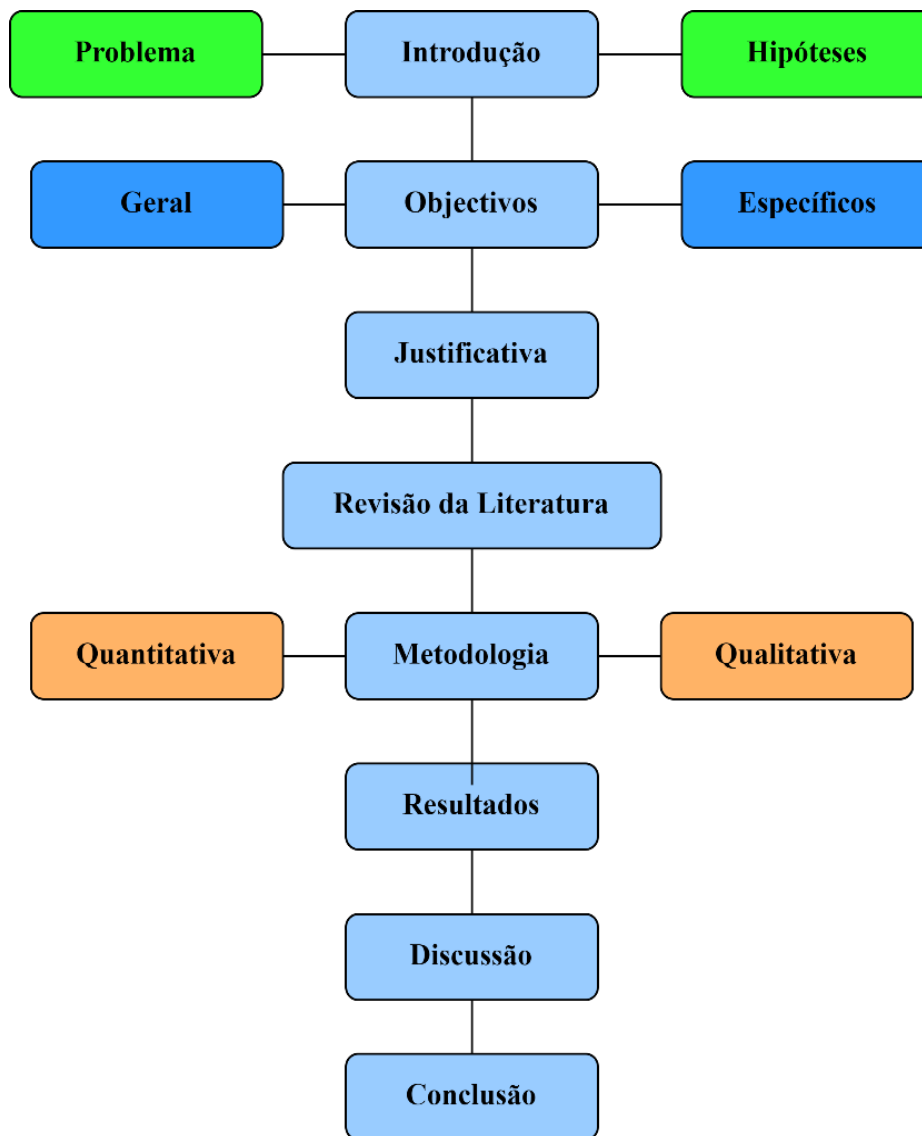 Problema
Introdução
Hipóteses
Geral
Objectivos
Específicos
Justificativa
Revisão da Literatura
Quantitativa
Metodologia
Qualitativa
Resultados
Discussão
Conclusão